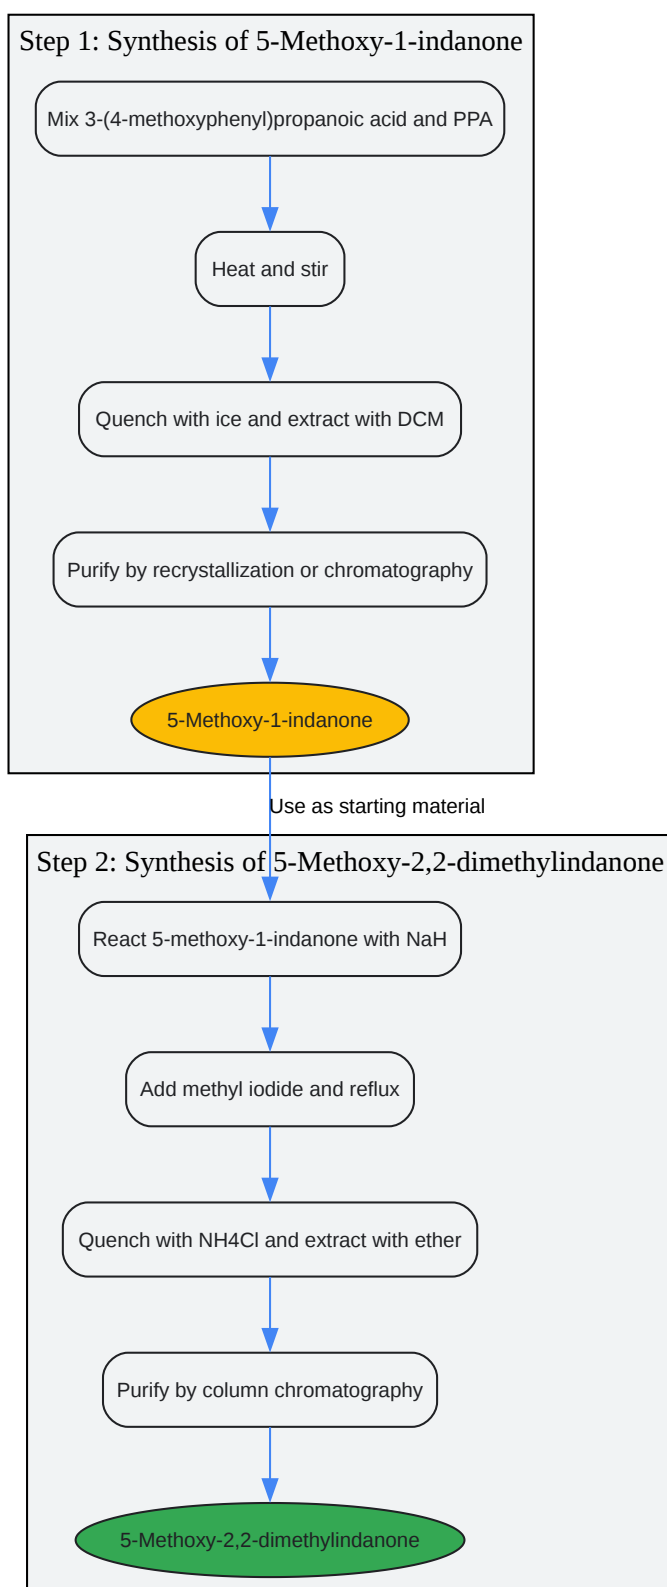 Step 1: Synthesis of 5-Methoxy-1-indanone
Mix 3-(4-methoxyphenyl)propanoic acid and PPA
Heat and stir
Quench with ice and extract with DCM
Purify by recrystallization or chromatography
5-Methoxy-1-indanone
Use as starting material
Step 2: Synthesis of 5-Methoxy-2,2-dimethylindanone
React 5-methoxy-1-indanone with NaH
Add methyl iodide and reflux
Quench with NH4Cl and extract with ether
Purify by column chromatography
5-Methoxy-2,2-dimethylindanone